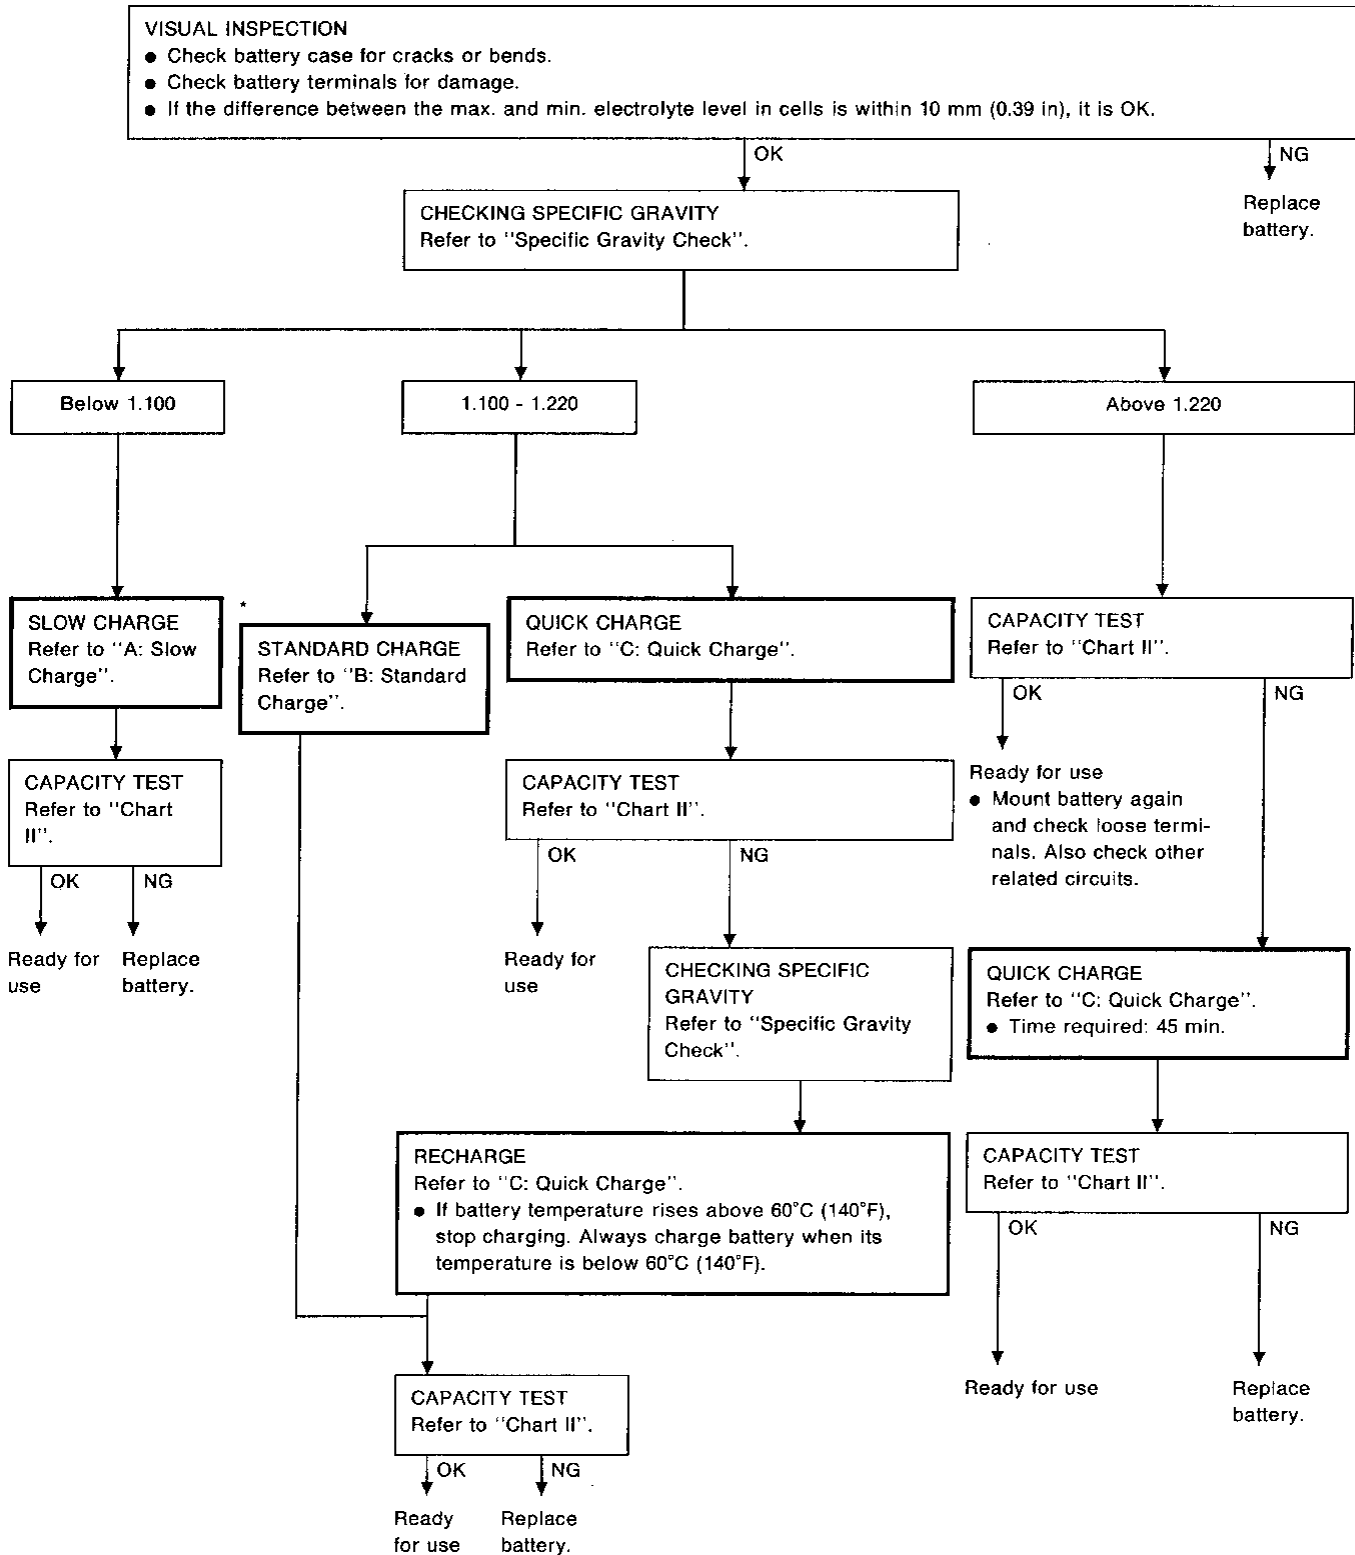 VISUAL INSPECTION
● Check battery case for cracks or bends.
● Check battery terminals for damage.
● If the difference between the max. and min. electrolyte level in cells is within 10 mm (0.39 in), it is OK.
OK
NG
Replace
battery.
CHECKING SPECIFIC GRAVITY
Refer to "Specific Gravity Check".
Below 1.100
1.100 - 1.220
Above 1.220
SLOW CHARGE
Refer to "A: Slow
Charge".
*
STANDARD CHARGE
Refer to "B: Standard
Charge".
QUICK CHARGE
Refer to "C: Quick Charge".
CAPACITY TEST
Refer to "Chart II".
OK
NG
CAPACITY TEST
Refer to "Chart
II".
OK
NG
Ready for
use
Replace
battery.
CAPACITY TEST
Refer to "Chart II".
OK
NG
Ready for
use
Ready for use
● Mount battery again
and check loose termi-
nals. Also check other
related circuits.
CHECKING SPECIFIC
GRAVITY
Refer to "Specific Gravity
Check".
QUICK CHARGE
Refer to "C: Quick Charge".
● Time required: 45 min.
RECHARGE
Refer to "C: Quick Charge".
● If battery temperature rises above 60°C (140°F),
stop charging. Always charge battery when its
temperature is below 60°C (140°F).
CAPACITY TEST
Refer to "Chart II".
OK
NG
Ready for use
Replace
battery.
CAPACITY TEST
Refer to "Chart II".
OK
NG
Ready
for use
Replace
battery.